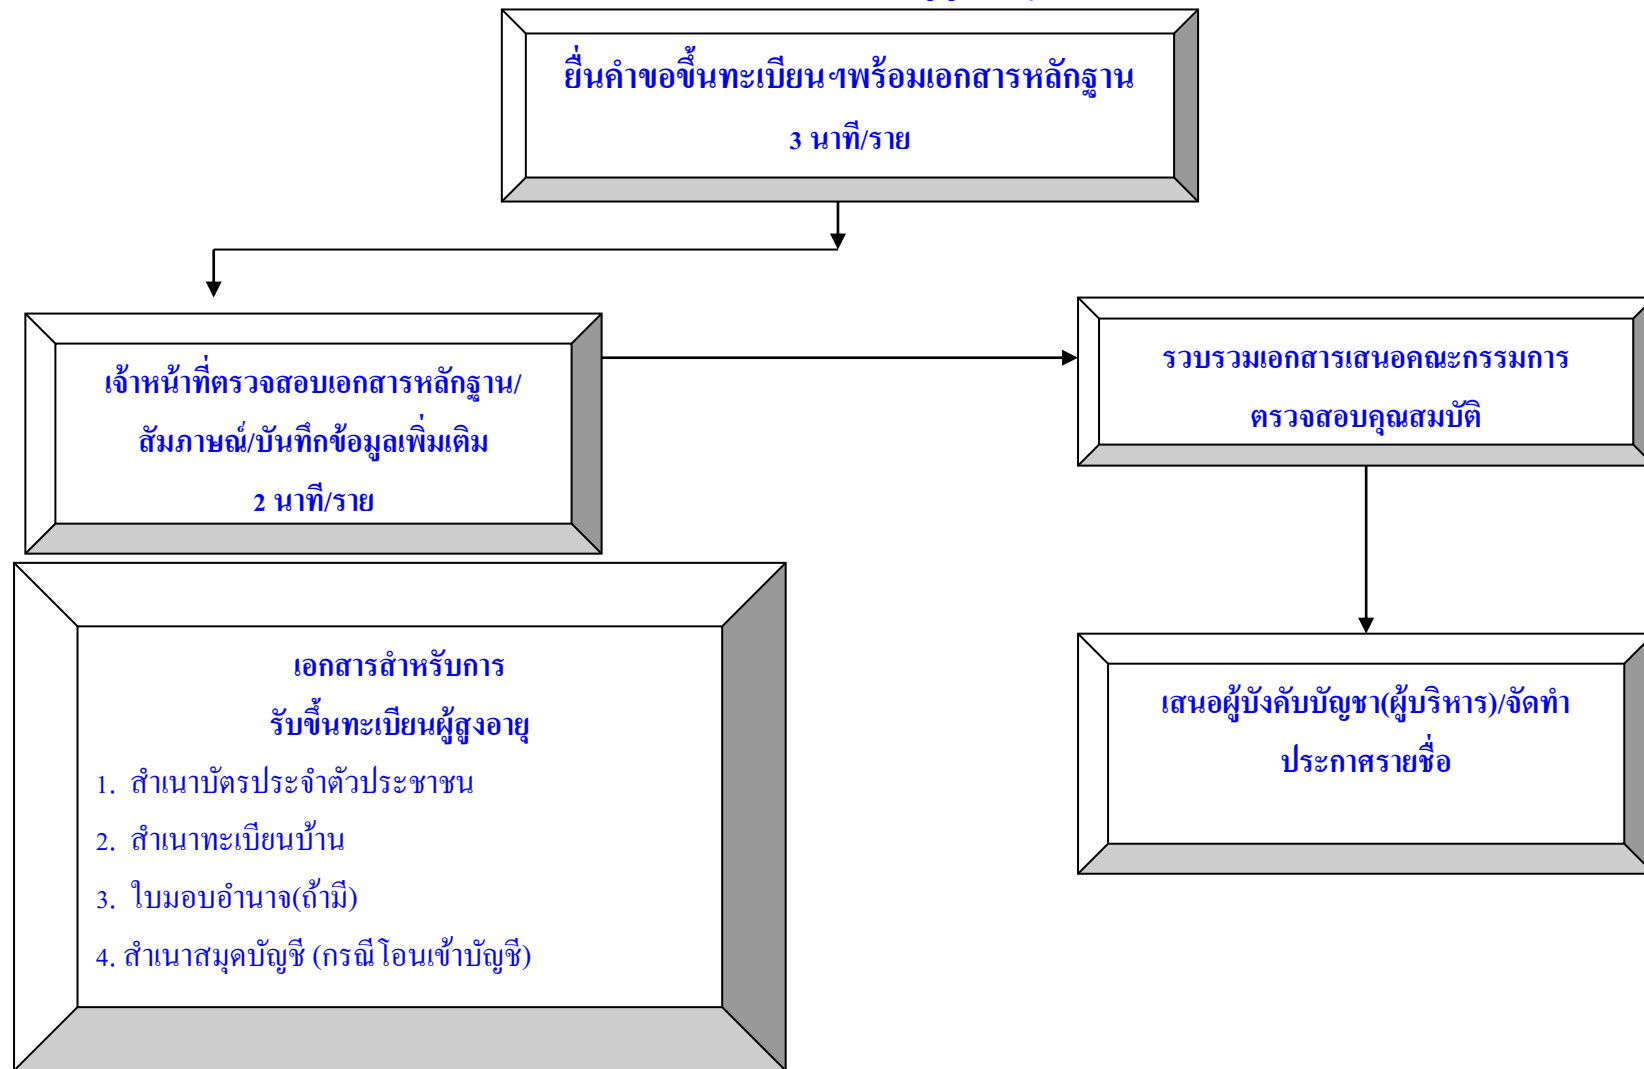 ยื่นคำขอขึ้นทะเบียนฯพร้อมเอกสารหลักฐาน
3 นาที/ราย
เจ้าหน้าที่ตรวจสอบเอกสารหลักฐาน/
สัมภาษณ์/บันทึกข้อมูลเพิ่มเติม
2 นาที/ราย
รวบรวมเอกสารเสนอคณะกรรมการ
ตรวจสอบคุณสมบัติ
เสนอผู้บังคับบัญชา(ผู้บริหาร)/จัดทำ
ประกาศรายชื่อ
เอกสารสำหรับการ
รับขึ้นทะเบียนผู้สูงอายุ
1. สำเนาบัตรประจำตัวประชาชน
2. สำเนาทะเบียนบ้าน
3. ใบมอบอำนาจ(ถ้ามี)
4. สำเนาสมุดบัญชี (กรณีโอนเข้าบัญชี)